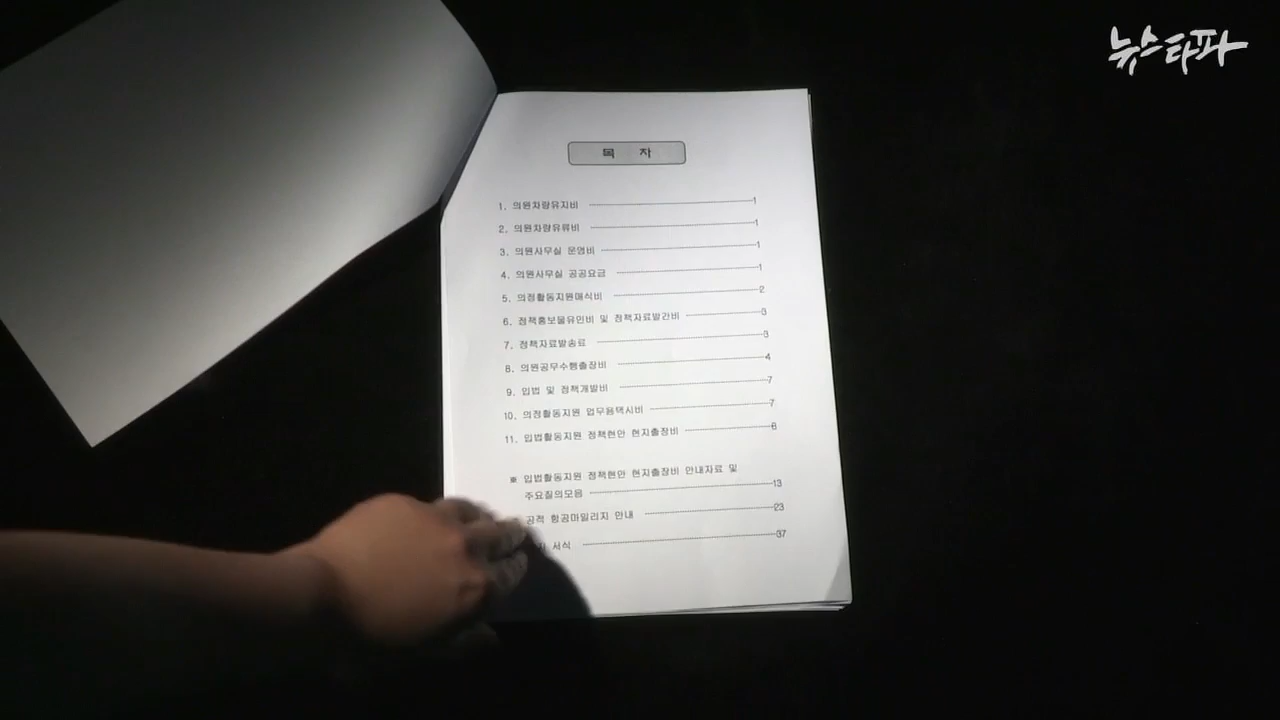 뉴스타파
목 차
1. 의원차량유지비 1
2. 의원차량유류비 1
3. 의원사무실 운영비 1
4. 의원사무실 공공요금 1
5. 의정활동지원매식비 2
6. 정책홍보물유인비 및 정책자료발간비 3
7. 정책자료발송료 3
8. 의원공무수행출장비 4
9. 입법 및 정책개발비 7
10. 의정활동지원 업무용택시비 7
11. 입법활동지원 정책현안 현지출장비 8
※ 입법활동지원 정책현안 현지출장비 안내자료 및
주요질의모음 13
공적 항공마일리지 안내 23
서식 37